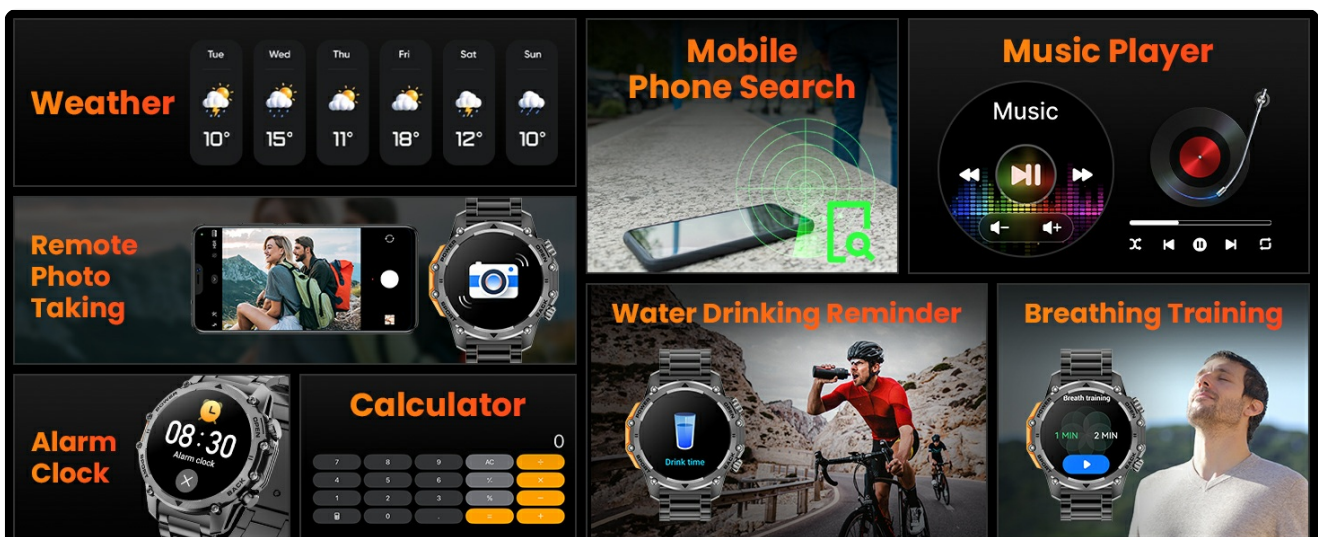 Weather
Tue Wed Thu Fri Sat Sun
10° 15° 11° 18° 12° 10°
Mobile
Phone Search
Music Player
Music
Remote
Photo
Taking
Alarm
Clock
08:30
Alarm clock
BACK
Calculator
0
7 8 9 AC ÷
4 5 6 ×
1 2 3 % −
0 . = +
Water Drinking Reminder
Drink time
Breathing Training
Breath training
1 MIN 2 MIN